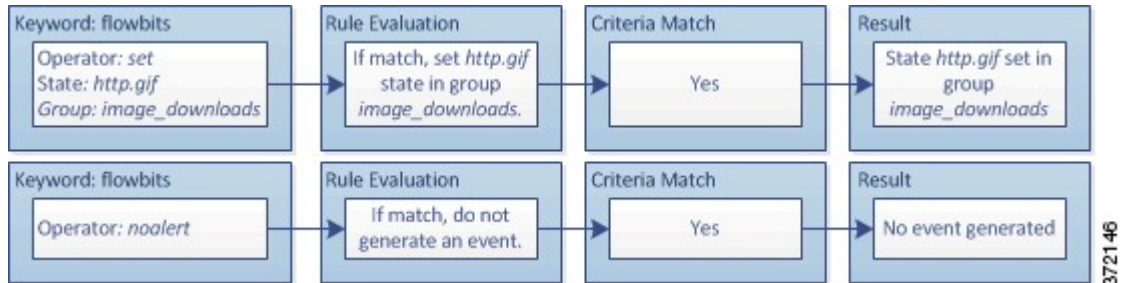 Keyword: flowbits
Operator: set
State: http.gif
Group: image_downloads
Rule Evaluation
If match, set http.gif
state in group
image_downloads.
Criteria Match
Yes
Result
State http.gif set in
group
image_downloads
Keyword: flowbits
Operator: noalert
Rule Evaluation
If match, do not
generate an event.
Criteria Match
Yes
Result
No event generated
372146